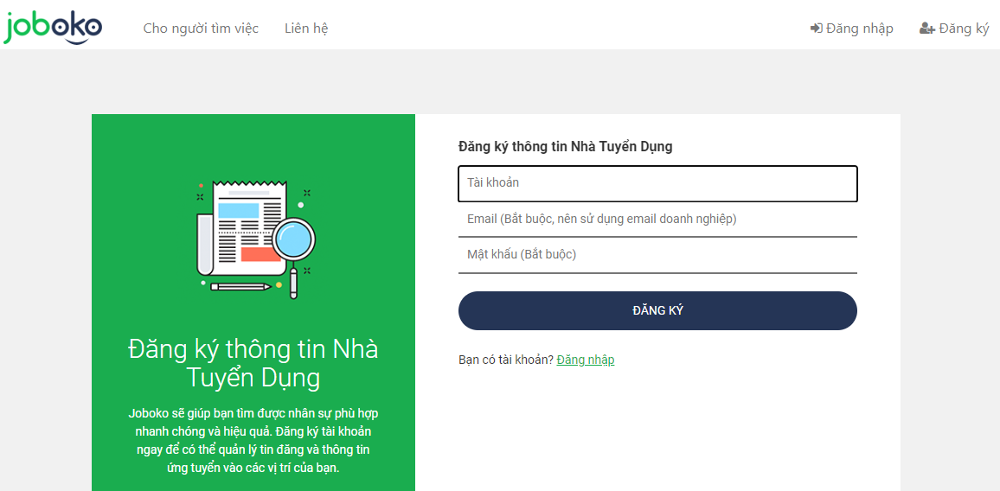 joboko
Cho người tìm việc
Liên hệ
Đăng nhập
Đăng ký
Đăng ký thông tin Nhà
Tuyển Dụng
Joboko sẽ giúp bạn tìm được nhân sự phù hợp
nhanh chóng và hiệu quả. Đăng ký tài khoản
ngay để có thể quản lý tin đăng và thông tin
ứng tuyển vào các vị trí của bạn.
Đăng ký thông tin Nhà Tuyển Dụng
Tài khoản
Email (Bắt buộc, nên sử dụng email doanh nghiệp)
Mật khẩu (Bắt buộc)
ĐĂNG KÝ
Bạn có tài khoản? Đăng nhập